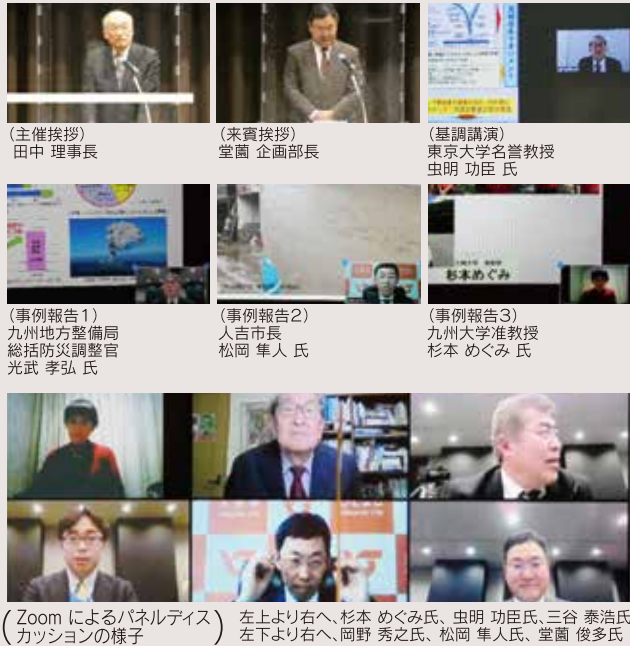 (主催挨拶)
田中 理事長
(来賓挨拶)
堂薗 企画部長
(基調講演)
東京大学名誉教授
虫明 功臣 氏
杉本めぐみ
(事例報告1)
九州地方整備局
総括防災調整官
光武 孝弘 氏
(事例報告2)
人吉市長
松岡 隼人 氏
(事例報告3)
九州大学准教授
杉本 めぐみ 氏
(Zoom によるパネルディス
カッションの様子)
左上より右へ、杉本 めぐみ氏、虫明 功臣氏、三谷 泰浩氏
左下より右へ、岡野 秀之氏、松岡 隼人氏、堂薗 俊多氏